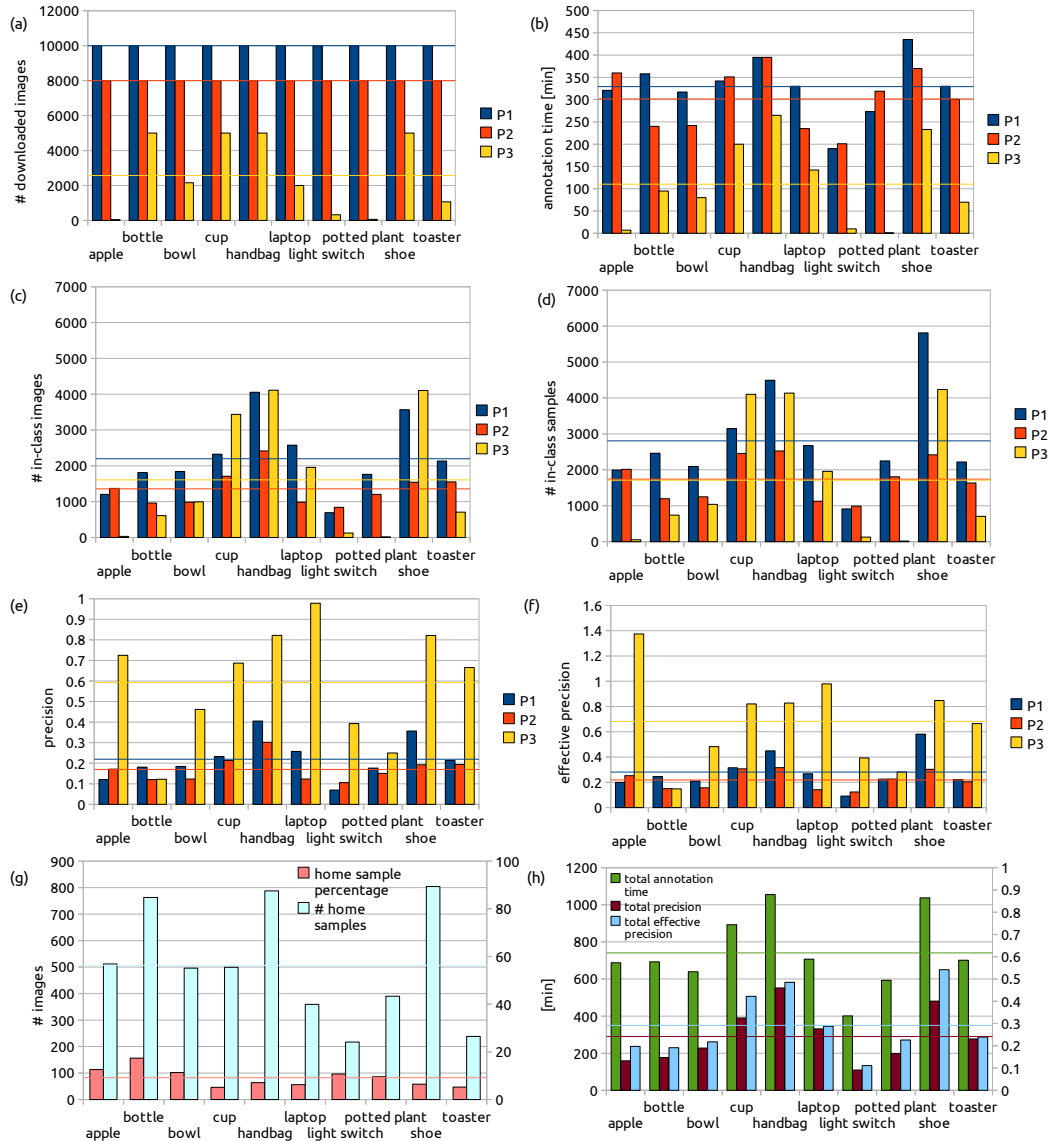 (a)
12000
10000
8000
6000
4000
2000
0
# downloaded images
P1
P2
P3
bottle cup laptop potted plant toaster
apple bowl handbag light switch shoe
(b)
500
450
400
350
300
250
200
150
100
50
0
annotation time [min]
P1
P2
P3
bottle cup laptop potted plant toaster
apple bowl handbag light switch shoe
(c)
7000
6000
5000
4000
3000
2000
1000
0
# in-class images
P1
P2
P3
bottle cup laptop potted plant toaster
apple bowl handbag light switch shoe
(d)
7000
6000
5000
4000
3000
2000
1000
0
# in-class samples
P1
P2
P3
bottle cup laptop potted plant toaster
apple bowl handbag light switch shoe
(e)
1
0.9
0.8
0.7
0.6
0.5
0.4
0.3
0.2
0.1
0
precision
P1
P2
P3
bottle cup laptop potted plant toaster
apple bowl handbag light switch shoe
(f)
1.6
1.4
1.2
1
0.8
0.6
0.4
0.2
0
effective precision
P1
P2
P3
bottle cup laptop potted plant toaster
apple bowl handbag light switch shoe
(g)
900
800
700
600
500
400
300
200
100
0
# images
home sample
percentage
# home
samples
100
80
60
40
20
0
bottle cup laptop potted plant toaster
apple bowl handbag light switch shoe
(h)
1200
1000
800
600
400
200
0
[min]
total annotation
time
total precision
total effective
precision
1
0.9
0.8
0.7
0.6
0.5
0.4
0.3
0.2
0.1
0
bottle cup laptop potted plant toaster
apple bowl handbag light switch shoe